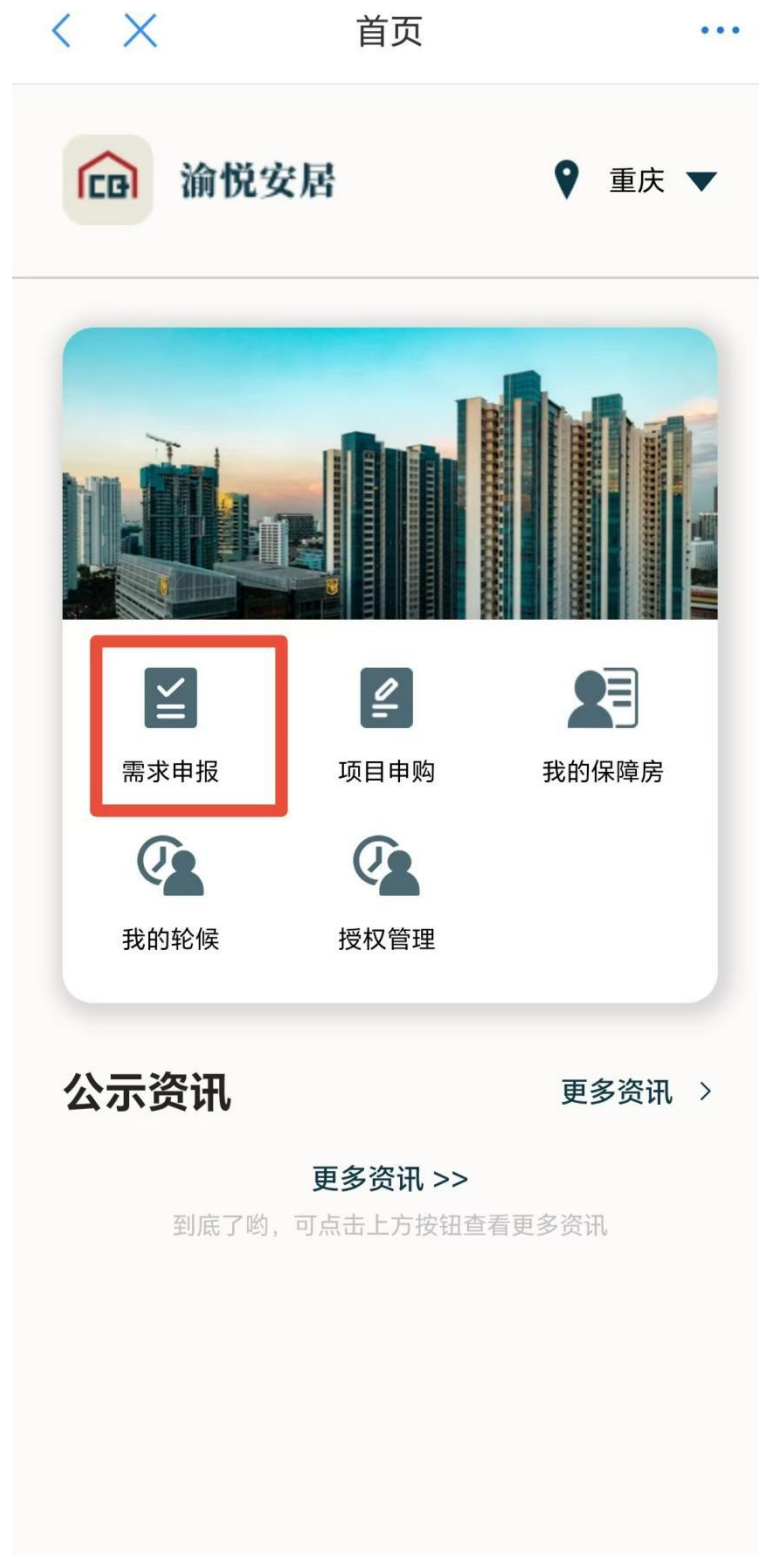 首页
CQ
渝悦安居
重庆
需求申报
项目申购
我的保障房
我的轮候
授权管理
公示资讯
更多资讯
更多资讯 >>
到底了哟，可点击上方按钮查看更多资讯